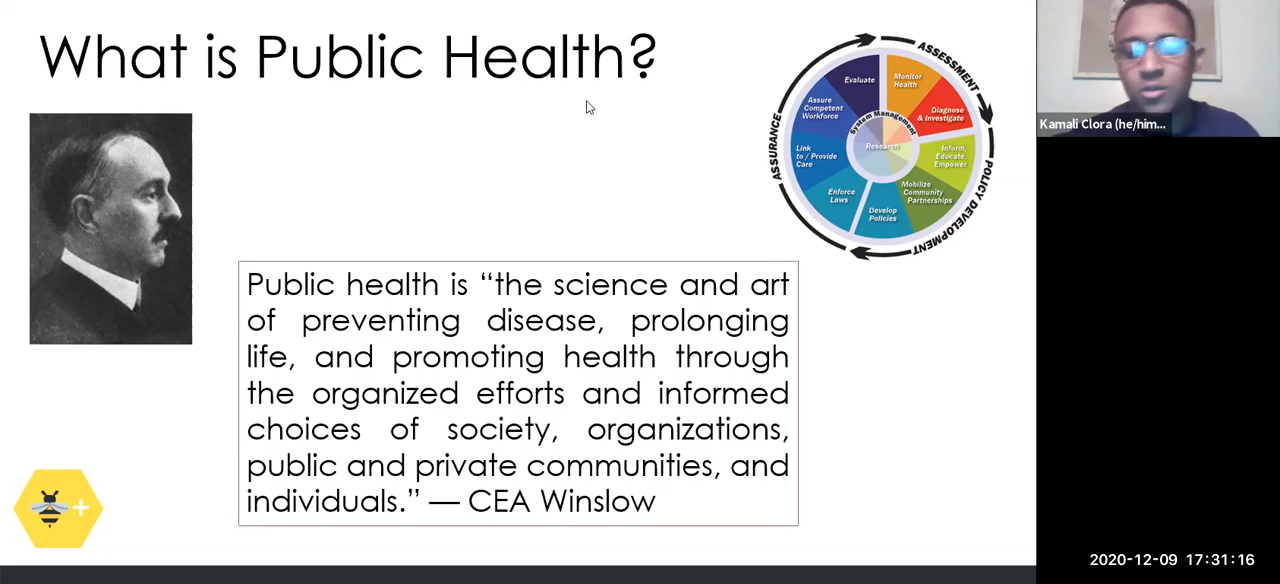 What is Public Health?
ASSESSMENT
POLICY DEVELOPMENT
ASSURANCE
Evaluate
Monitor
Health
Assure
Competent
Workforce
Diagnose
& Investigate
System Management
Research
Link
to / Provide
Care
Inform,
Educate,
Empower
Enforce
Laws
Mobilize
Community
Partnerships
Develop
Policies
Kamali Clora (he/him...
Public health is “the science and art
of preventing disease, prolonging
life, and promoting health through
the organized efforts and informed
choices of society, organizations,
public and private communities, and
individuals.” — CEA Winslow
+
2020-12-09 17:31:16